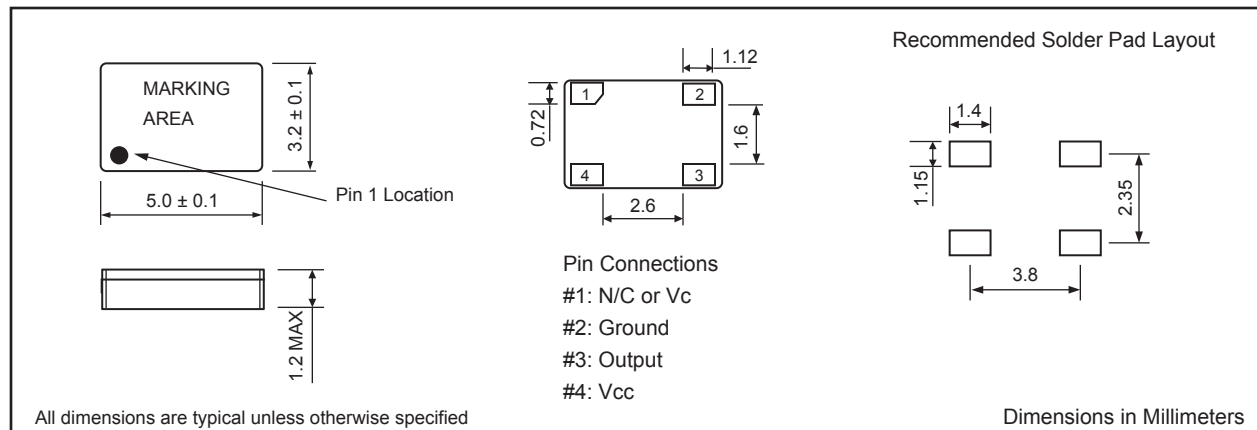 Recommended Solder Pad Layout
MARKING
AREA
3.2 ± 0.1
5.0 ± 0.1
Pin 1 Location
1.2 MAX
1.12
1
2
0.72
1.6
4
3
2.6
Pin Connections
#1: N/C or Vc
#2: Ground
#3: Output
#4: Vcc
1.4
1.15
2.35
3.8
All dimensions are typical unless otherwise specified
Dimensions in Millimeters